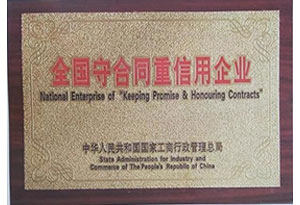 全国守合同重信用企业
National Enterprise of "Keeping Promise & Honouring Contracts"
中华人民共和国国家工商行政管理总局
State Administration for Industry and
Commerce of The People's Republic of China